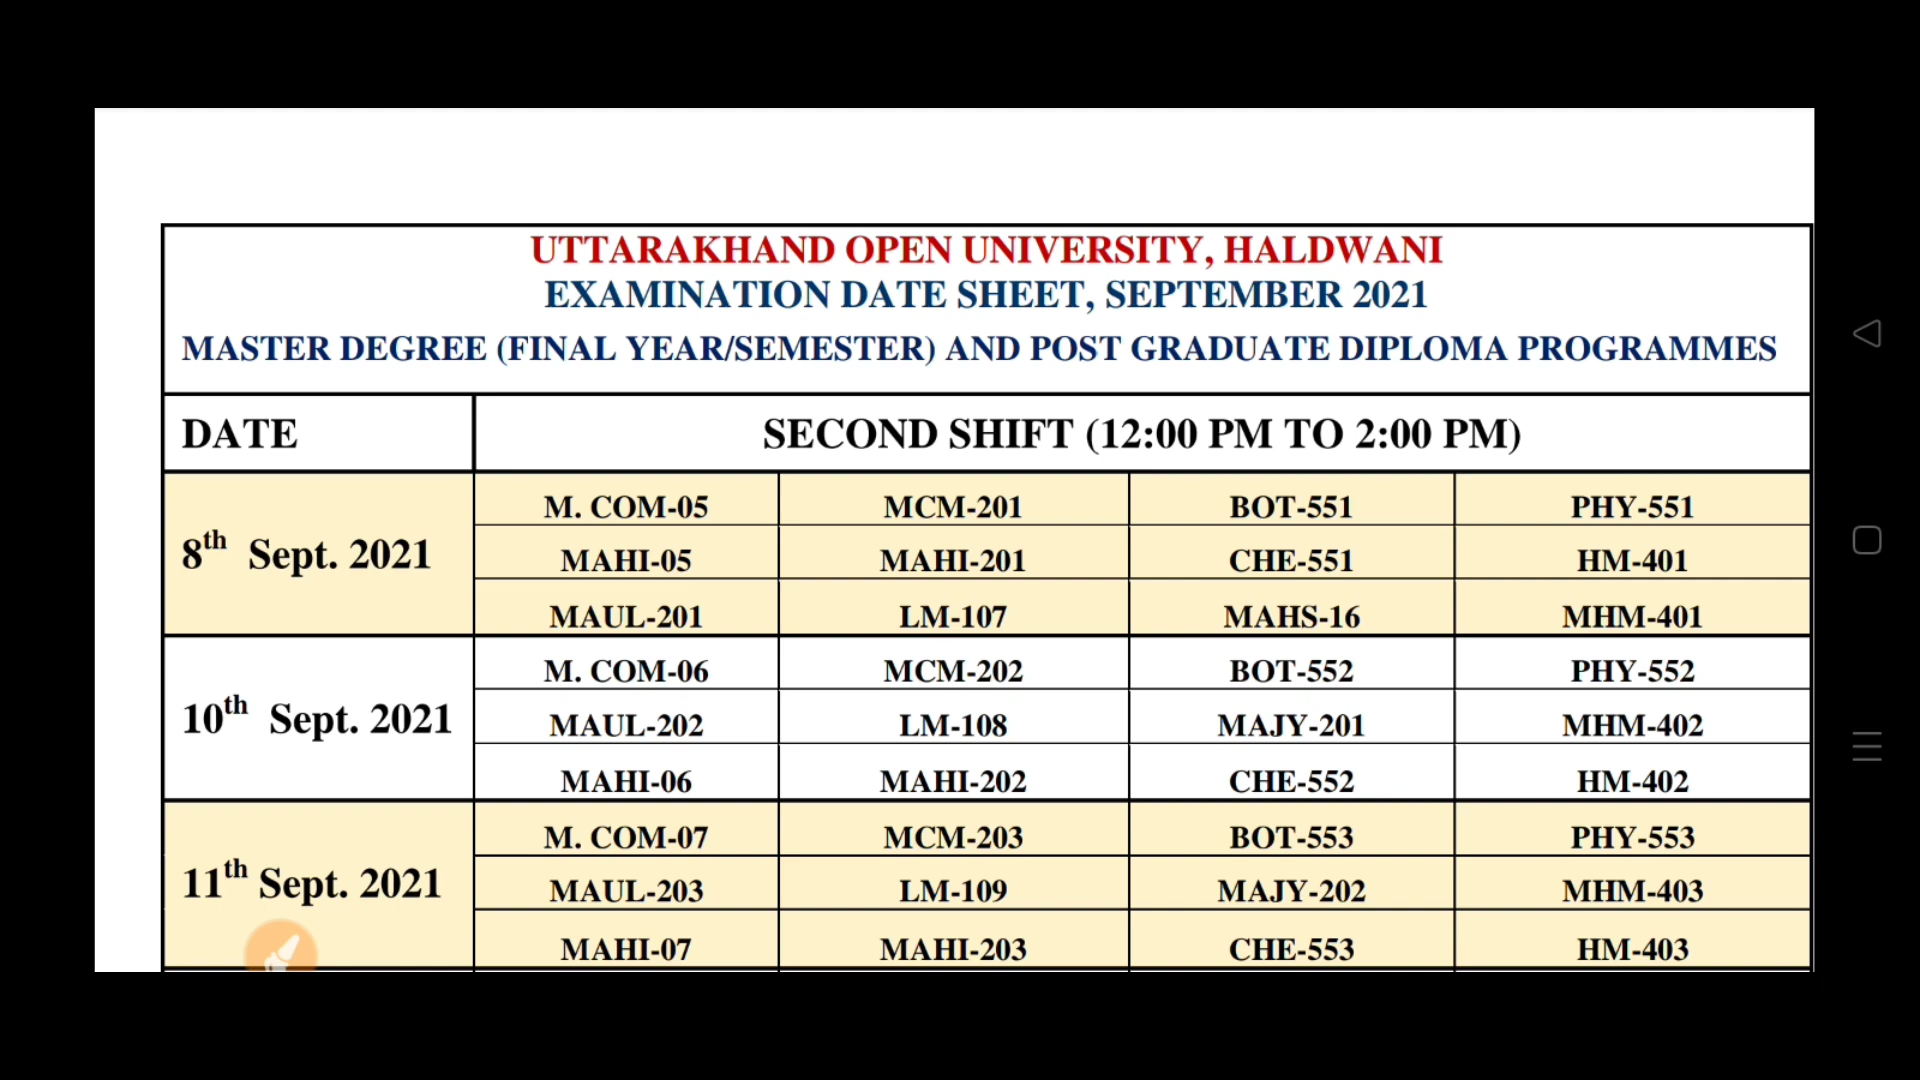 UTTARAKHAND OPEN UNIVERSITY, HALDWANI
EXAMINATION DATE SHEET, SEPTEMBER 2021
MASTER DEGREE (FINAL YEAR/SEMESTER) AND POST GRADUATE DIPLOMA PROGRAMMES
DATE SECOND SHIFT (12:00 PM TO 2:00 PM)
8th Sept. 2021
M. COM-05 MCM-201 BOT-551 PHY-551
MAHI-05 MAHI-201 CHE-551 HM-401
MAUL-201 LM-107 MAHS-16 MHM-401
10th Sept. 2021
M. COM-06 MCM-202 BOT-552 PHY-552
MAUL-202 LM-108 MAJY-201 MHM-402
MAHI-06 MAHI-202 CHE-552 HM-402
11th Sept. 2021
M. COM-07 MCM-203 BOT-553 PHY-553
MAUL-203 LM-109 MAJY-202 MHM-403
MAHI-07 MAHI-203 CHE-553 HM-403